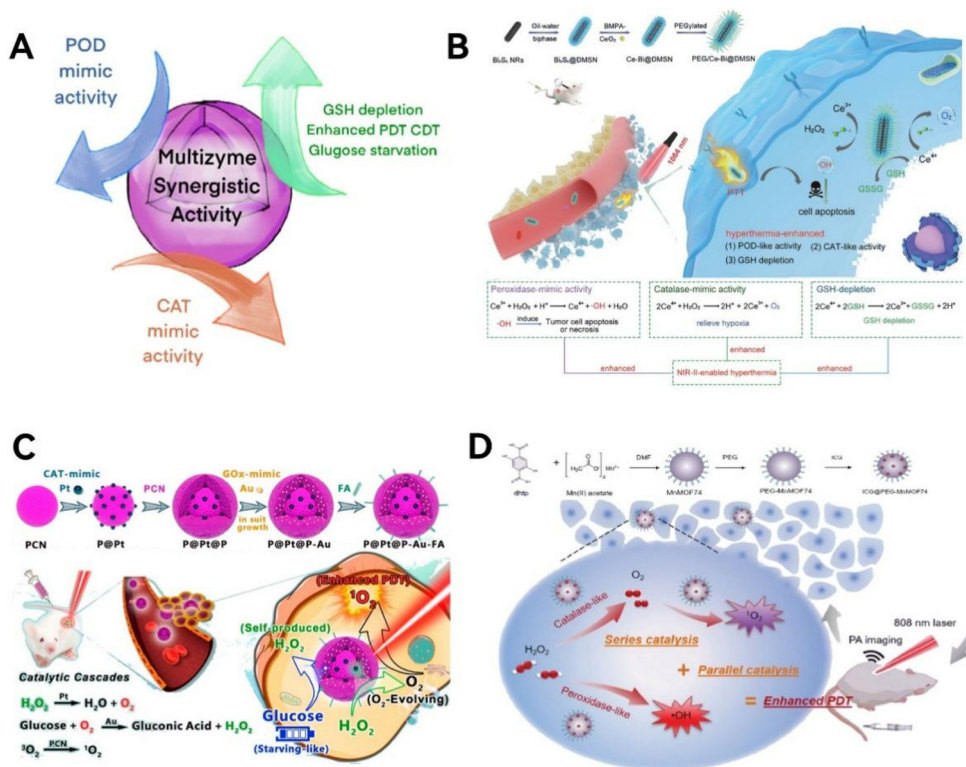 A
POD
mimic
activity
GSH depletion
Enhanced PDT CDT
Glugose starvation
Multizyme
Synergistic
Activity
CAT
mimic
activity
B
Oil-water
biphase
BMPA-
CeO₂
PEGylated
Bi₂S₃ NRs
Bi₂S₃@DMSN
Ce-Bi@DMSN
PEG/Ce-Bi@DMSN
1064 nm
PTT
Ce³⁺
H₂O₂
O₂
·OH
Ce⁴⁺
GSH
GSSG
cell apoptosis
hyperthermia-enhanced
(1) POD-like activity (2) CAT-like activity
(3) GSH depletion
Peroxidase-mimic activity
Ce³⁺ + H₂O₂ + H⁺ → Ce⁴⁺ + ·OH + H₂O
·OH induce Tumor cell apoptosis
or necrosis
Catalase-mimic activity
2Ce⁴⁺ + H₂O₂ → 2H⁺ + 2Ce³⁺ + O₂
relieve hypoxia
GSH-depletion
2Ce⁴⁺ + 2GSH → 2Ce³⁺ + GSSG + 2H⁺
GSH depletion
enhanced
enhanced
enhanced
NIR-II-enabled hyperthermia
C
CAT-mimic
Pt
PCN
GOx-mimic
Au
in suit
growth
FA
PCN
P@Pt
P@Pt@P
P@Pt@P-Au
P@Pt@P-Au-FA
(Enhanced PDT)
¹O₂
(Self-produced)
H₂O₂
O₂
(O₂-Evolving)
Glucose
(Starving-like)
H₂O₂
Catalytic Cascades
H₂O₂ Pt → H₂O + O₂
Glucose + O₂ Au → Gluconic Acid + H₂O₂
³O₂ PCN → ¹O₂
D
dhtp
+
Mn(II) acetate
Mn²⁺
DMF
PEG
ICG
MnMOF74
PEG-MnMOF74
ICG@PEG-MnMOF74
Catalase-like
O₂
¹O₂
Series catalysis
H₂O₂
+ Parallel catalysis
Peroxidase-like
•OH
= Enhanced PDT
PA imaging
808 nm laser